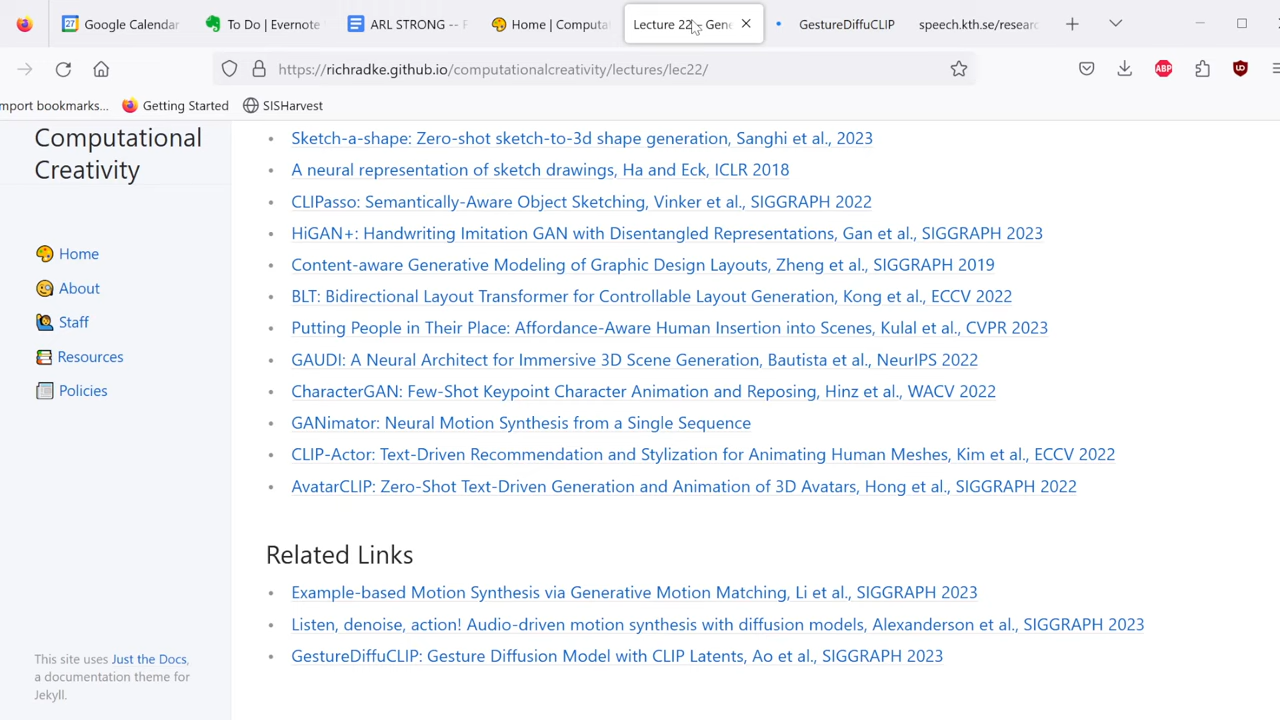 Google Calendar
To Do | Evernote
ARL STRONG --
Home | Computa
Lecture 22 - Gene
GestureDiffuCLIP
speech.kth.se/resear
https://richradke.github.io/computationalcreativity/lectures/lec22/
ABP
mport bookmarks...
Getting Started
SISHarvest
Computational
Creativity
Home
About
Staff
Resources
Policies
This site uses Just the Docs,
a documentation theme for
Jekyll.
Sketch-a-shape: Zero-shot sketch-to-3d shape generation, Sanghi et al., 2023
A neural representation of sketch drawings, Ha and Eck, ICLR 2018
CLIPasso: Semantically-Aware Object Sketching, Vinker et al., SIGGRAPH 2022
HiGAN+: Handwriting Imitation GAN with Disentangled Representations, Gan et al., SIGGRAPH 2023
Content-aware Generative Modeling of Graphic Design Layouts, Zheng et al., SIGGRAPH 2019
BLT: Bidirectional Layout Transformer for Controllable Layout Generation, Kong et al., ECCV 2022
Putting People in Their Place: Affordance-Aware Human Insertion into Scenes, Kulal et al., CVPR 2023
GAUDI: A Neural Architect for Immersive 3D Scene Generation, Bautista et al., NeurIPS 2022
CharacterGAN: Few-Shot Keypoint Character Animation and Reposing, Hinz et al., WACV 2022
GANimator: Neural Motion Synthesis from a Single Sequence
CLIP-Actor: Text-Driven Recommendation and Stylization for Animating Human Meshes, Kim et al., ECCV 2022
AvatarCLIP: Zero-Shot Text-Driven Generation and Animation of 3D Avatars, Hong et al., SIGGRAPH 2022
Related Links
Example-based Motion Synthesis via Generative Motion Matching, Li et al., SIGGRAPH 2023
Listen, denoise, action! Audio-driven motion synthesis with diffusion models, Alexanderson et al., SIGGRAPH 2023
GestureDiffuCLIP: Gesture Diffusion Model with CLIP Latents, Ao et al., SIGGRAPH 2023